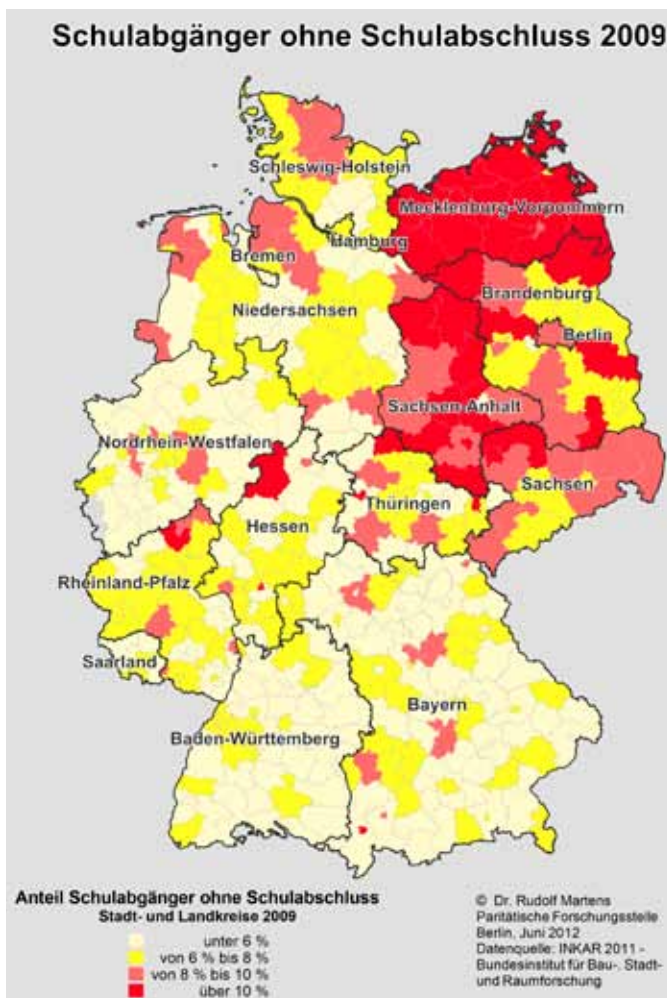 Schulabgänger ohne Schulabschluss 2009
Schleswig-Holstein
Mecklenburg-Vorpommern
Hamburg
Bremen
Brandenburg
Niedersachsen
Berlin
Sachsen-Anhalt
Nordrhein-Westfalen
Sachsen
Thüringen
Hessen
Rheinland-Pfalz
Saarland
Bayern
Baden-Württemberg
Anteil Schulabgänger ohne Schulabschluss
Stadt- und Landkreise 2009
unter 6 %
von 6 % bis 8 %
von 8 % bis 10 %
über 10 %
© Dr. Rudolf Martens
Paritätische Forschungsstelle
Berlin, Juni 2012
Datenquelle: INKAR 2011 -
Bundesinstitut für Bau-, Stadt-
und Raumforschung